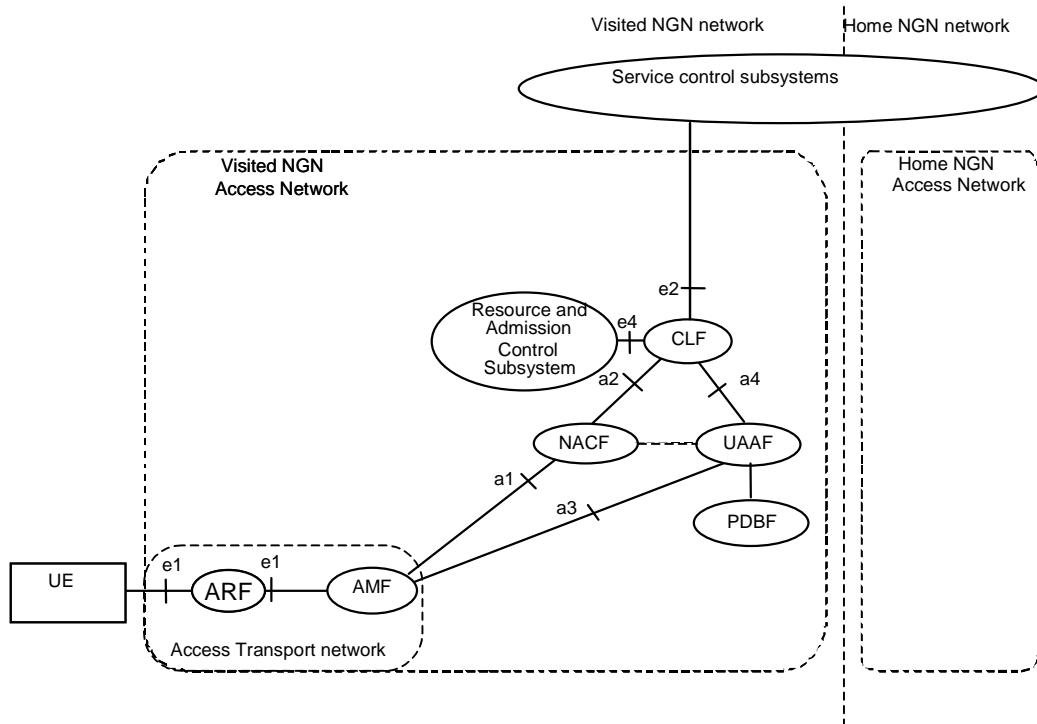 Visited NGN network
Home NGN network
Service control subsystems
Visited NGN
Access Network
Home NGN
Access Network
e2
Resource and
Admission
Control
Subsystem
e4
CLF
a2
a4
NACF
UAAF
a1
a3
PDBF
UE
e1
ARF
e1
AMF
Access Transport network